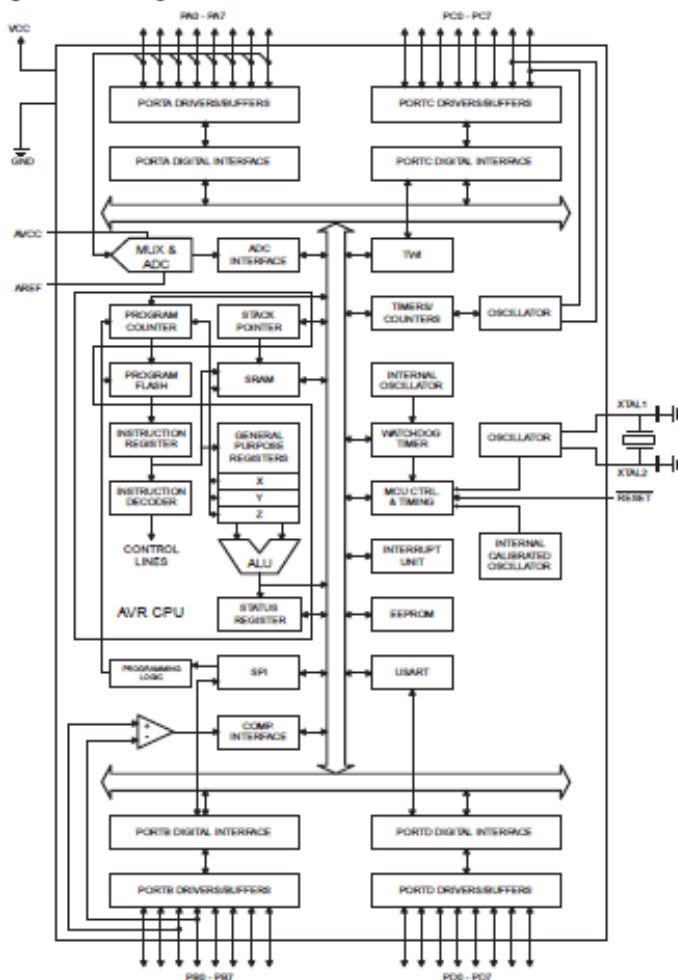 PA0 - PA7
PC0 - PC7
VCC
PORTA DRIVERS/BUFFERS
PORTC DRIVERS/BUFFERS
GND
PORTA DIGITAL INTERFACE
PORTC DIGITAL INTERFACE
AVCC
MUX &
ADC
ADC
INTERFACE
TWI
AREF
PROGRAM
COUNTER
STACK
POINTER
TIMERS/
COUNTERS
OSCILLATOR
PROGRAM
FLASH
SRAM
INTERNAL
OSCILLATOR
XTAL1
INSTRUCTION
REGISTER
GENERAL
PURPOSE
REGISTERS
WATCHDOG
TIMER
OSCILLATOR
XTAL2
X
INSTRUCTION
DECODER
Y
MCU CTRL.
& TIMING
RESET
Z
CONTROL
LINES
ALU
INTERRUPT
UNIT
INTERNAL
CALIBRATED
OSCILLATOR
AVR CPU
STATUS
REGISTER
EEPROM
PROGRAMMING
LOGIC
SPI
USART
+
-
COMP.
INTERFACE
PORTB DIGITAL INTERFACE
PORTD DIGITAL INTERFACE
PORTB DRIVERS/BUFFERS
PORTD DRIVERS/BUFFERS
PB0 - PB7
PD0 - PD7